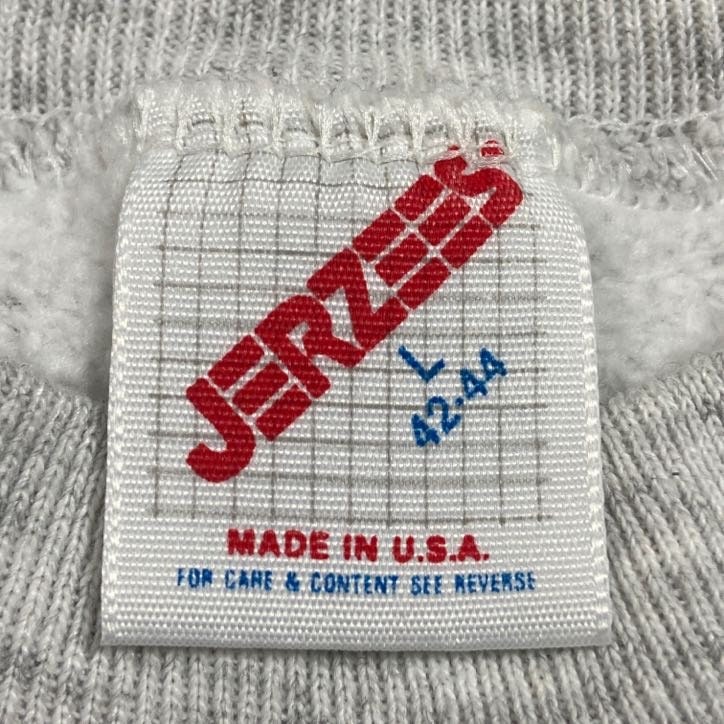 JERZEES
L
42-44
MADE IN U.S.A.
FOR CARE & CONTENT SEE REVERSE